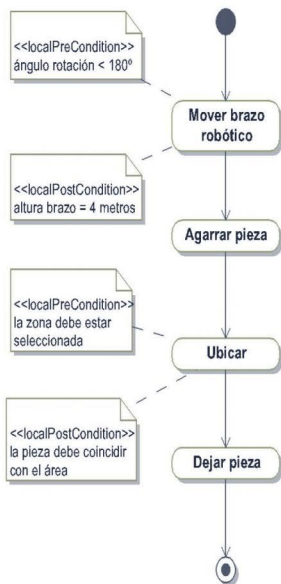 <<localPreCondition>>
ángulo rotación < 180º
Mover brazo
robótico
<<localPostCondition>>
altura brazo = 4 metros
Agarrar pieza
<<localPreCondition>>
la zona debe estar
seleccionada
Ubicar
<<localPostCondition>>
la pieza debe coincidir
con el área
Dejar pieza